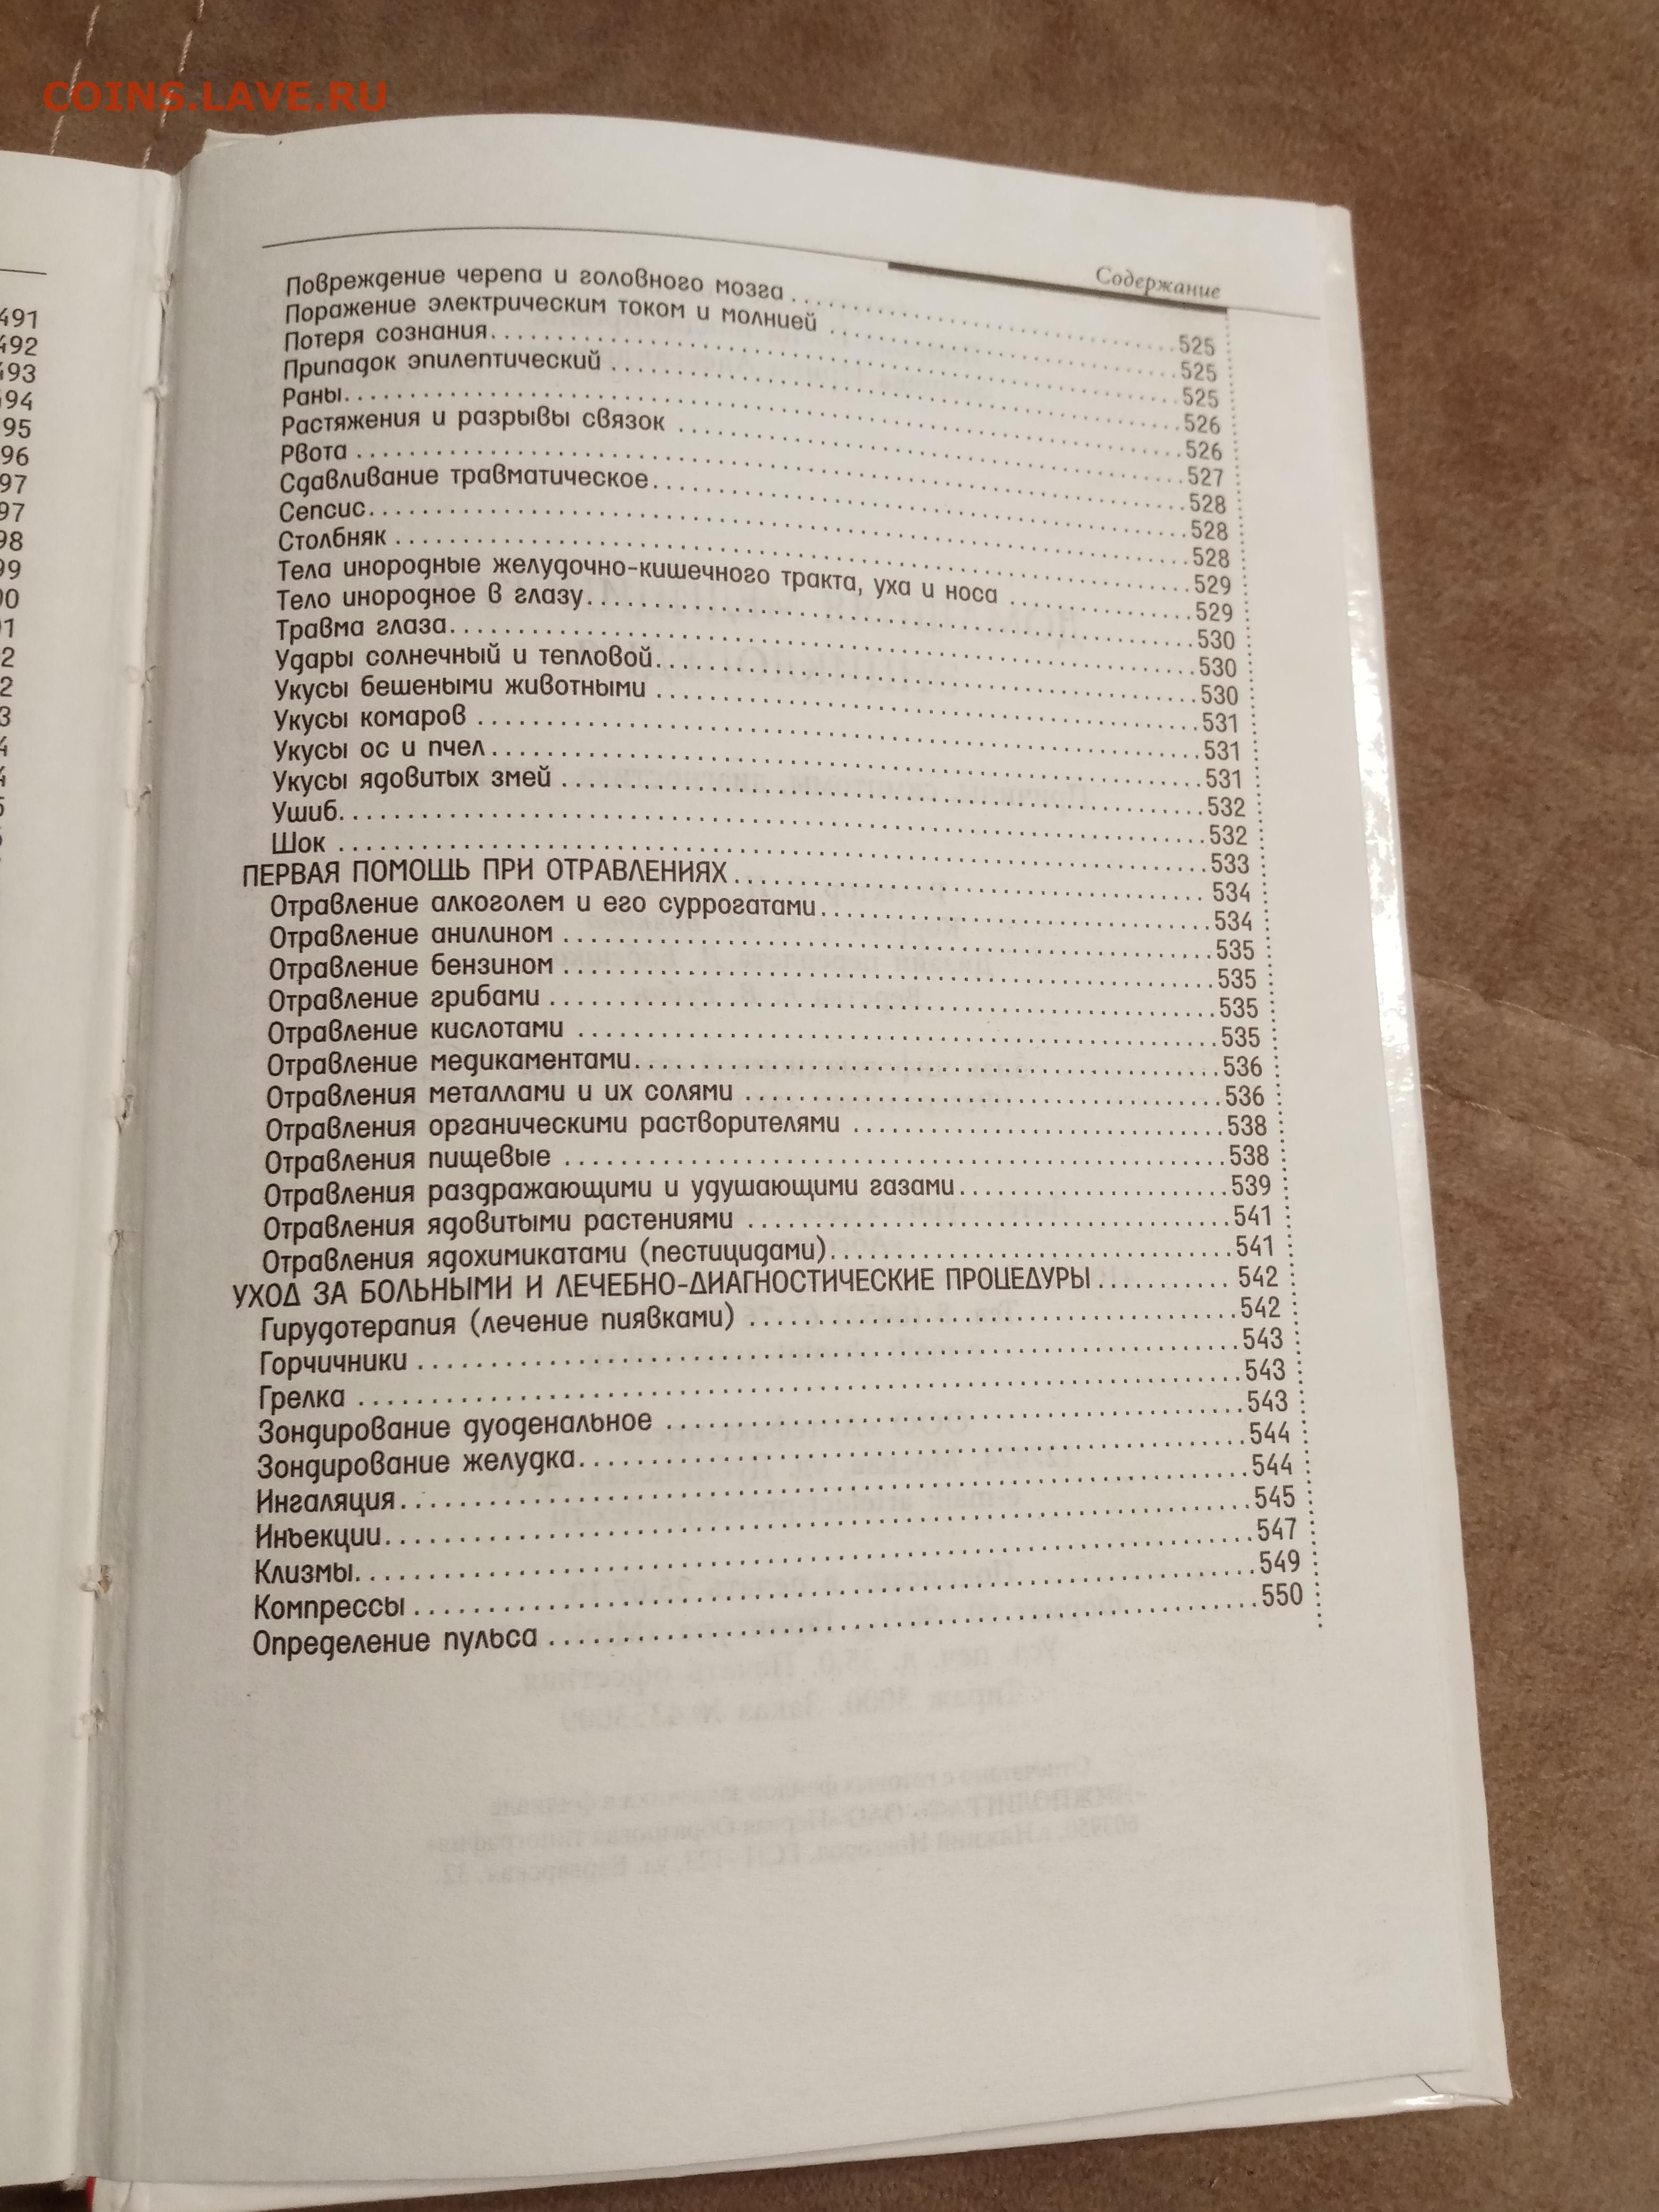 COINS.LAVE.RU
491
492
Содержание
Повреждение черепа и головного мозга ..... 525
Поражение электрическим током и молнией ..... 525
Потеря сознания ..... 525
Припадок эпилептический ..... 526
Раны ..... 526
Растяжения и разрывы связок ..... 527
Рвота ..... 528
Сдавливание травматическое ..... 528
Сепсис ..... 528
Столбняк ..... 529
Тела инородные желудочно-кишечного тракта, уха и носа ..... 529
Тело инородное в глазу ..... 530
Травма глаза ..... 530
Удары солнечный и тепловой ..... 530
Укусы бешеными животными ..... 531
Укусы комаров ..... 531
Укусы ос и пчел ..... 531
Укусы ядовитых змей ..... 532
Ушиб ..... 532
Шок ..... 533
ПЕРВАЯ ПОМОЩЬ ПРИ ОТРАВЛЕНИЯХ ..... 534
Отравление алкоголем и его суррогатами ..... 534
Отравление анилином ..... 535
Отравление бензином ..... 535
Отравление грибами ..... 535
Отравление кислотами ..... 535
Отравление медикаментами ..... 536
Отравления металлами и их солями ..... 536
Отравления органическими растворителями ..... 538
Отравления пищевые ..... 538
Отравления раздражающими и удушающими газами ..... 539
Отравления ядовитыми растениями ..... 541
Отравления ядохимикатами (пестицидами) ..... 541
УХОД ЗА БОЛЬНЫМИ И ЛЕЧЕБНО-ДИАГНОСТИЧЕСКИЕ ПРОЦЕДУРЫ ..... 542
Гирудотерапия (лечение пиявками) ..... 542
Горчичники ..... 543
Грелка ..... 543
Зондирование дуоденальное ..... 543
Зондирование желудка ..... 544
Ингаляция ..... 544
Инъекции ..... 545
Клизмы ..... 547
Компрессы ..... 549
Определение пульса ..... 550